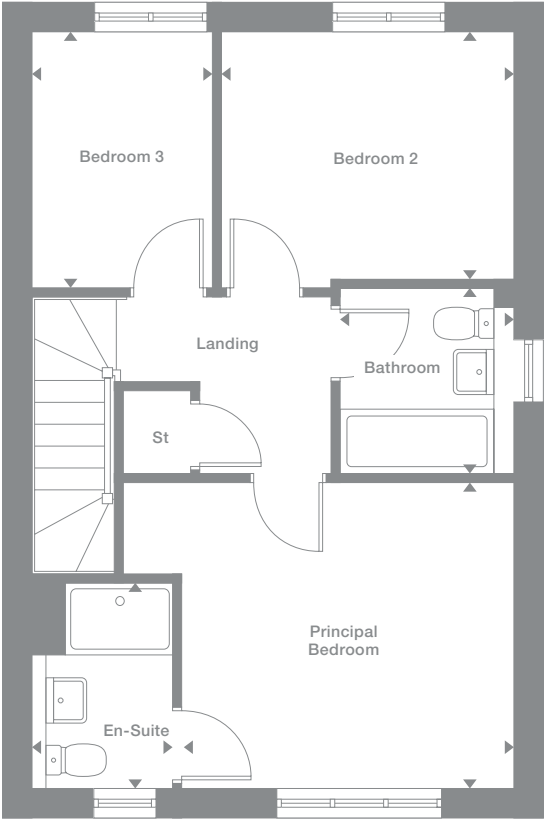 Bedroom 3
Bedroom 2
Landing
Bathroom
St
Principal
Bedroom
En-Suite